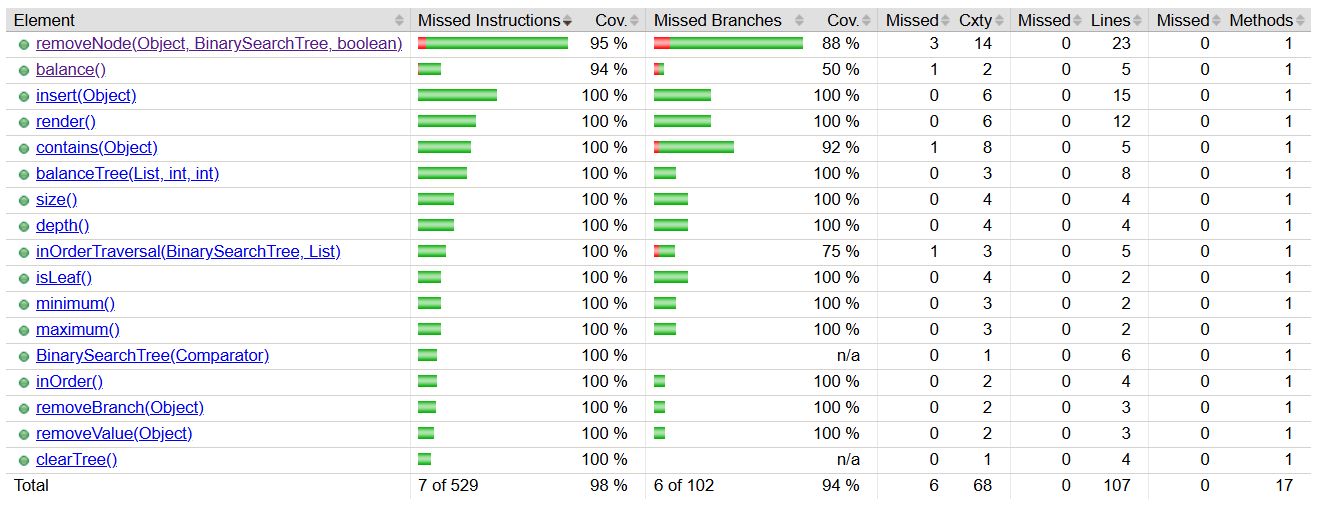 Element Missed Instructions Cov. Missed Branches Cov. Missed Cxty Missed Lines Missed Methods
removeNode(Object, BinarySearchTree, boolean) 95 % 88 % 3 14 0 23 0 1
balance() 94 % 50 % 1 2 0 5 0 1
insert(Object) 100 % 100 % 0 6 0 15 0 1
render() 100 % 100 % 0 6 0 12 0 1
contains(Object) 100 % 92 % 1 8 0 5 0 1
balanceTree(List, int, int) 100 % 100 % 0 3 0 8 0 1
size() 100 % 100 % 0 4 0 4 0 1
depth() 100 % 100 % 0 4 0 4 0 1
inOrderTraversal(BinarySearchTree, List) 100 % 75 % 1 3 0 5 0 1
isLeaf() 100 % 100 % 0 4 0 2 0 1
minimum() 100 % 100 % 0 3 0 2 0 1
maximum() 100 % 100 % 0 3 0 2 0 1
BinarySearchTree(Comparator) 100 % n/a 0 1 0 6 0 1
inOrder() 100 % 100 % 0 2 0 4 0 1
removeBranch(Object) 100 % 100 % 0 2 0 3 0 1
removeValue(Object) 100 % 100 % 0 2 0 3 0 1
clearTree() 100 % n/a 0 1 0 4 0 1
Total 7 of 529 98 % 6 of 102 94 % 6 68 0 107 0 17